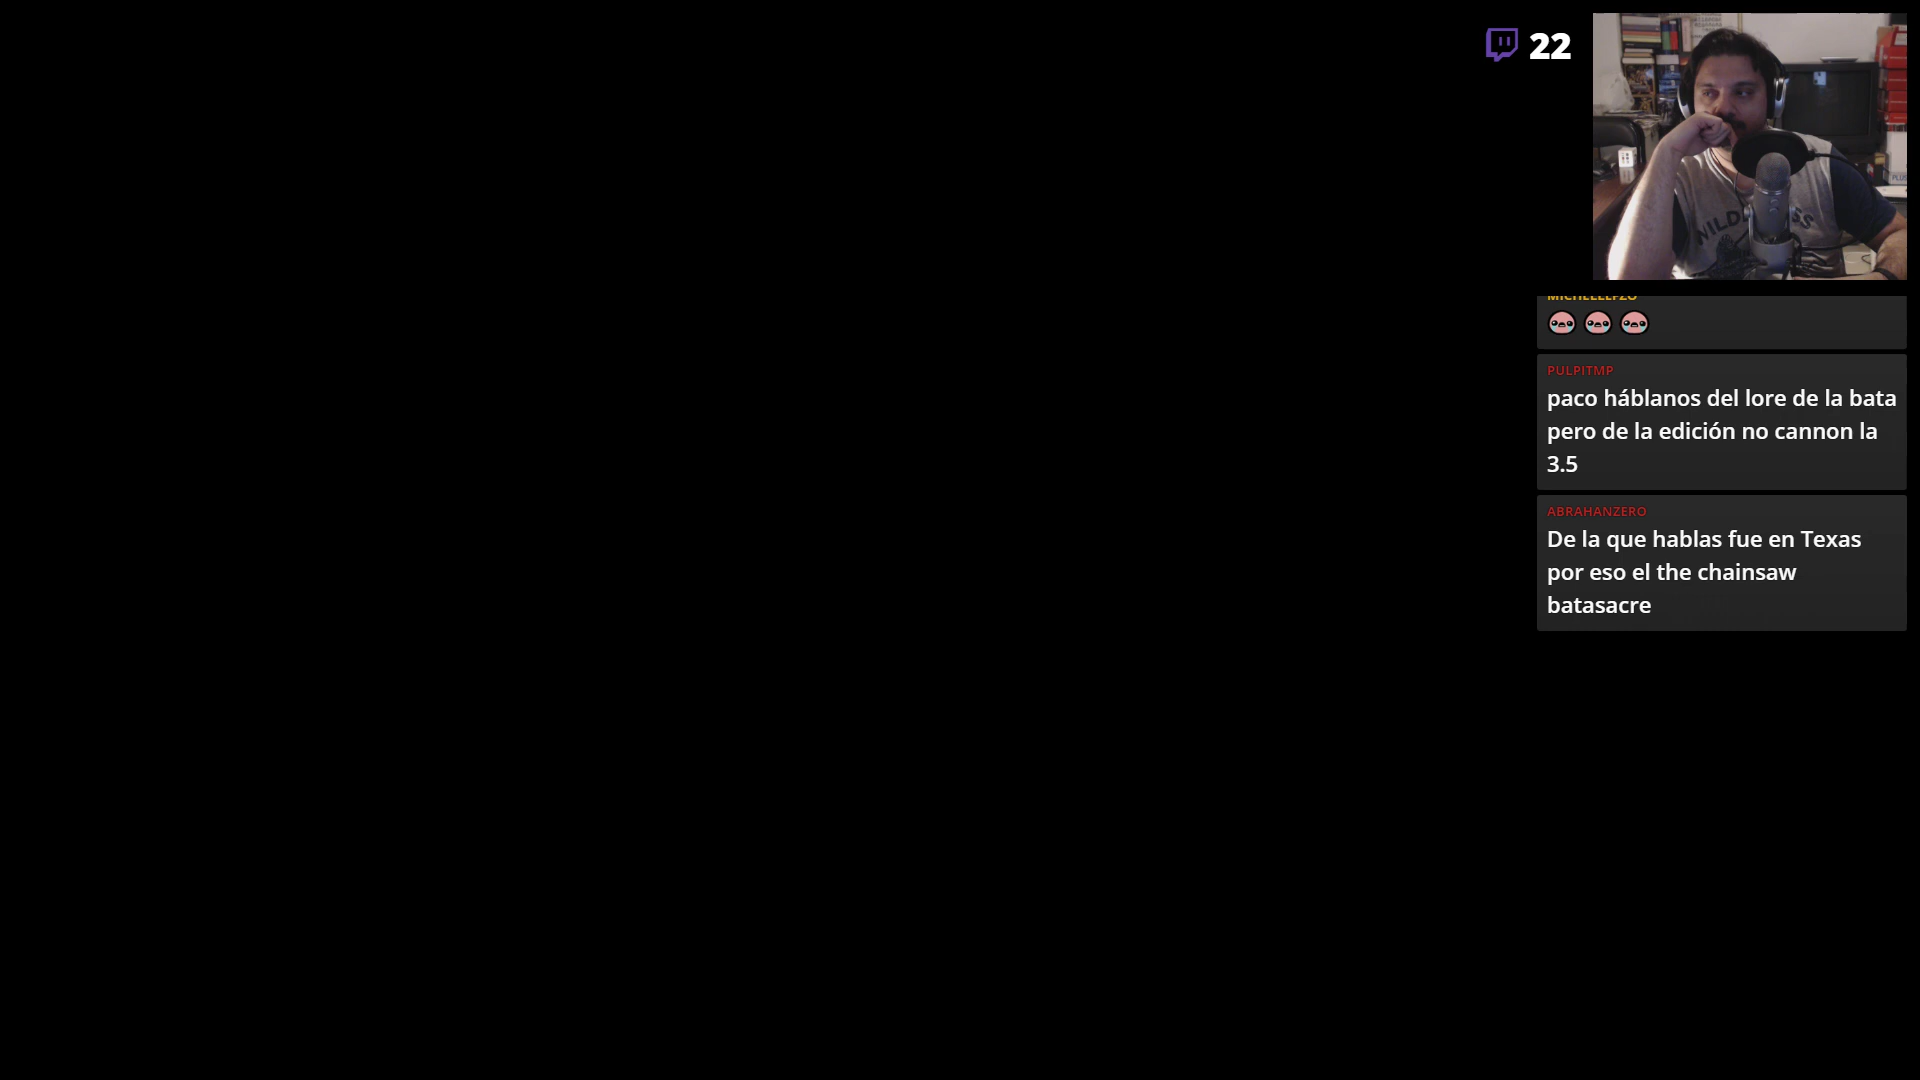 22
PULPITMP
paco háblanos del lore de la bata
pero de la edición no cannon la
3.5
ABRAHANZERO
De la que hablas fue en Texas
por eso el the chainsaw
batasacre